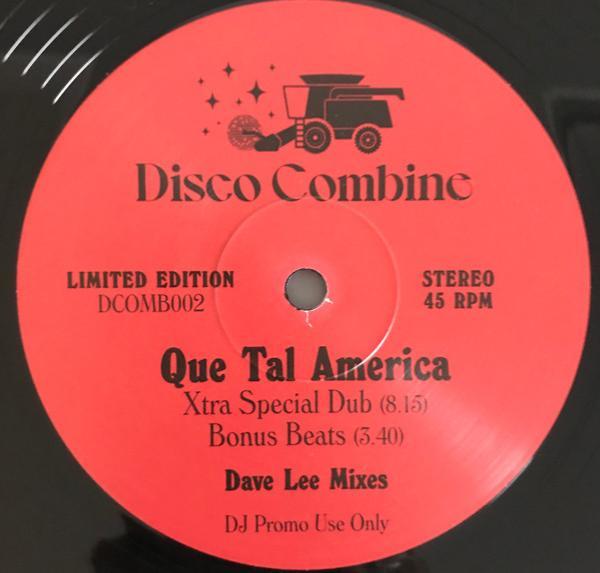 Disco Combine
LIMITED EDITION
DCOMB002
STEREO
45 RPM
Que Tal America
Xtra Special Dub (8.15)
Bonus Beats (3.40)
Dave Lee Mixes
DJ Promo Use Only